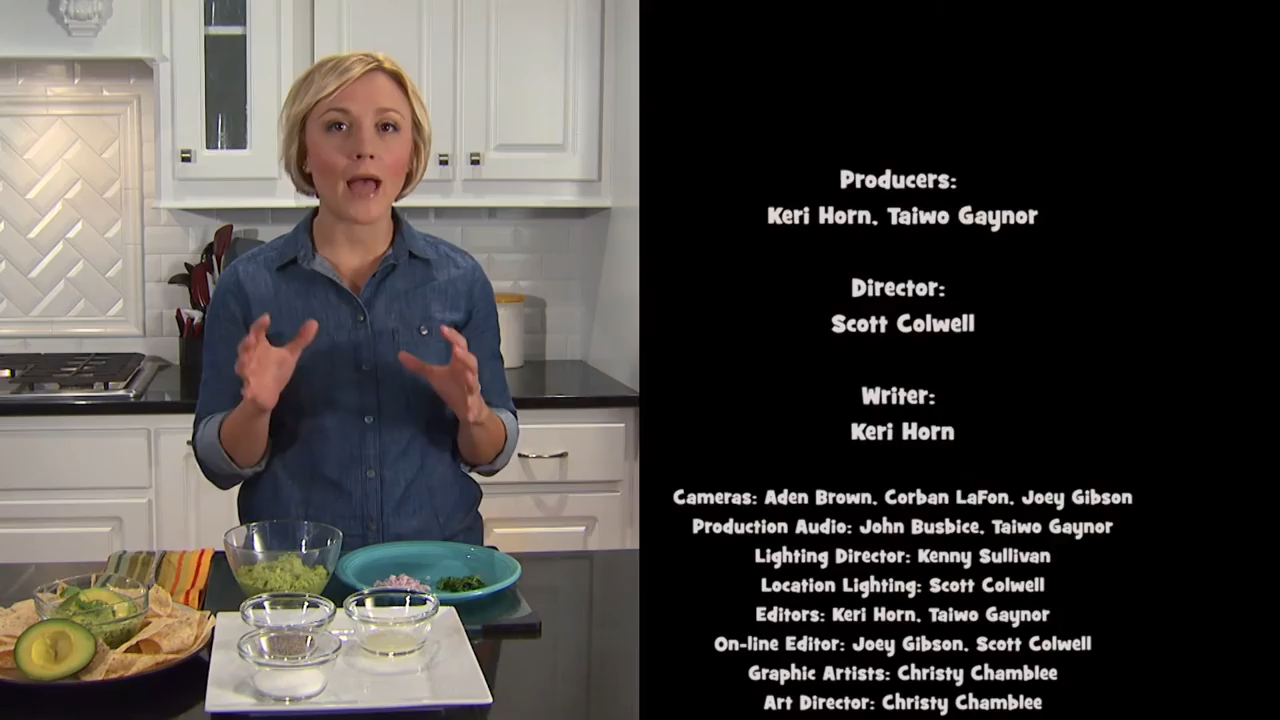 Producers:
Keri Horn, Taiwo Gaynor
Director:
Scott Colwell
Writer:
Keri Horn
Cameras: Aden Brown, Corban LaFon, Joey Gibson
Production Audio: John Busbice, Taiwo Gaynor
Lighting Director: Kenny Sullivan
Location Lighting: Scott Colwell
Editors: Keri Horn, Taiwo Gaynor
On-line Editor: Joey Gibson, Scott Colwell
Graphic Artists: Christy Chamblee
Art Director: Christy Chamblee